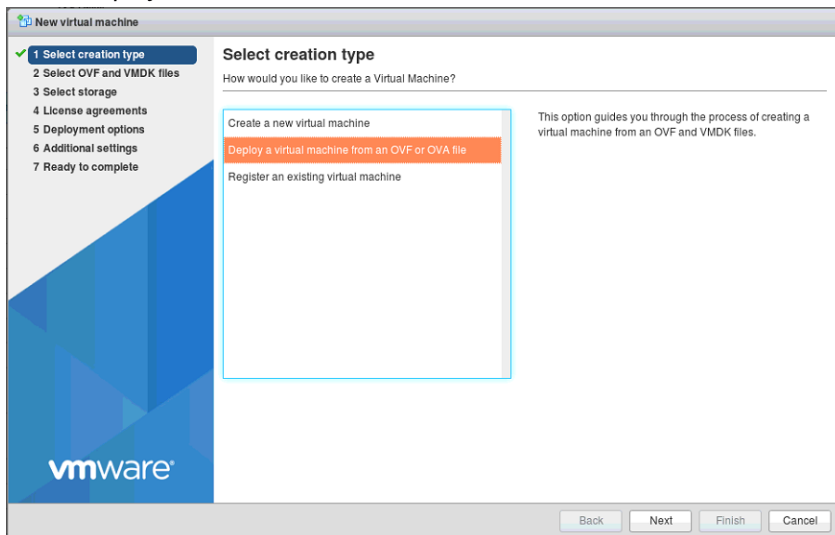 New virtual machine
1 Select creation type
2 Select OVF and VMDK files
3 Select storage
4 License agreements
5 Deployment options
6 Additional settings
7 Ready to complete
vmware®
Select creation type
How would you like to create a Virtual Machine?
Create a new virtual machine
Deploy a virtual machine from an OVF or OVA file
Register an existing virtual machine
This option guides you through the process of creating a
virtual machine from an OVF and VMDK files.
Back Next Finish Cancel